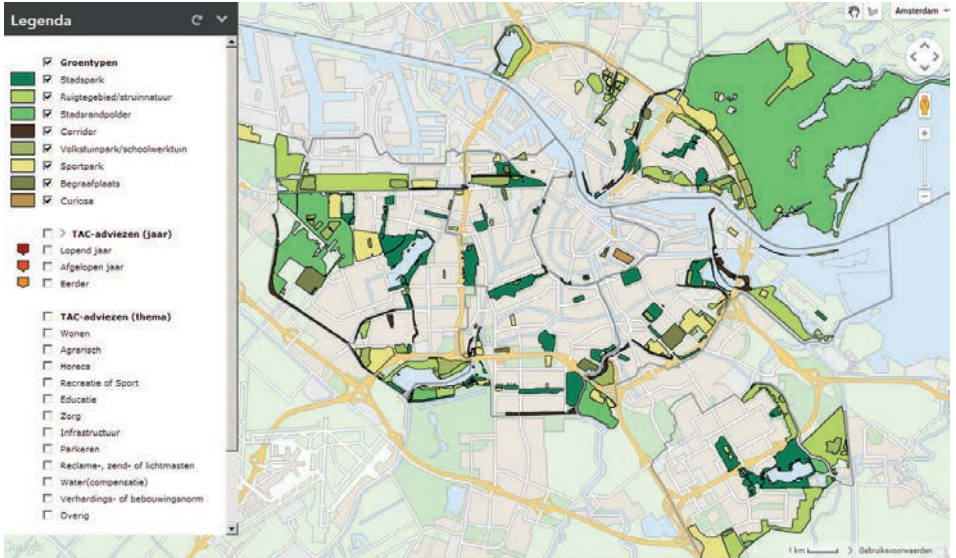 Legenda
Groentypen
Stadspark
Ruigtegebied/struinnatuur
Stadsrandpolder
Corridor
Volkstuinpark/schoolwerktuin
Sportpark
Begraafplaats
Curiosa
> TAC-adviezen (jaar)
Lopend jaar
Afgelopen jaar
Eerder
TAC-adviezen (thema)
Wonen
Agrarisch
Horeca
Recreatie of Sport
Educatie
Zorg
Infrastructuur
Parkeren
Reclame-, zend- of lichtmasten
Water(compensatie)
Verhardings- of bebouwingsnorm
Overig
Amsterdam
1 km
> Gebruiksvoorwaarden